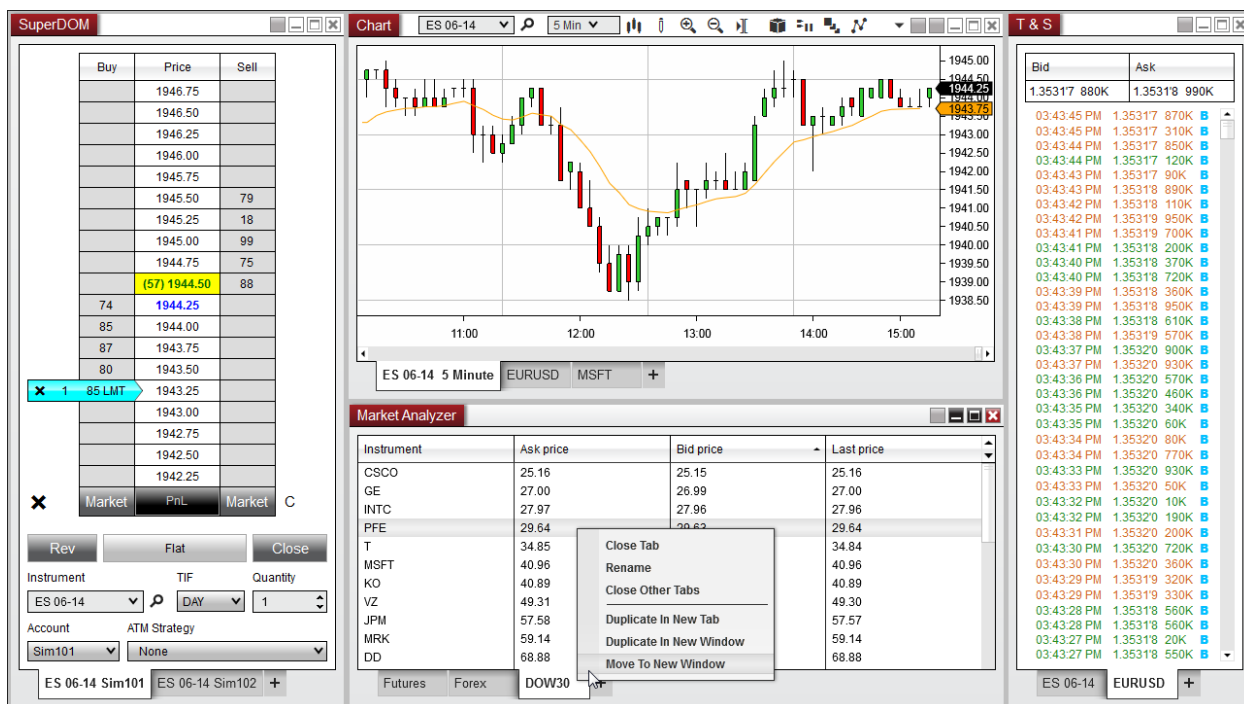 SuperDOM
Buy Price Sell
1946.75
1946.50
1946.25
1946.00
1945.75
1945.50 79
1945.25 18
1945.00 99
1944.75 75
(57) 1944.50 88
74 1944.25
85 1944.00
87 1943.75
80 1943.50
1 85 LMT 1943.25
1943.00
1942.75
1942.50
1942.25
Market PnL Market C
Rev Flat Close
Instrument TIF Quantity
ES 06-14 DAY 1
Account ATM Strategy
Sim101 None
ES 06-14 Sim101 ES 06-14 Sim102 +
Chart ES 06-14 5 Min
1945.00
1944.50
1944.25
1944.00
1943.75
1943.50
1943.00
1942.50
1942.00
1941.50
1941.00
1940.50
1940.00
1939.50
1939.00
1938.50
11:00 12:00 13:00 14:00 15:00
ES 06-14 5 Minute EURUSD MSFT +
Market Analyzer
Instrument Ask price Bid price Last price
CSCO 25.16 25.15 25.16
GE 27.00 26.99 27.00
INTC 27.97 27.96 27.96
PFE 29.64 29.63 29.64
T 34.85 34.84
MSFT 40.96 40.96
KO 40.89 40.89
VZ 49.31 49.30
JPM 57.58 57.57
MRK 59.14 59.14
DD 68.88 68.88
Close Tab
Rename
Close Other Tabs
Duplicate In New Tab
Duplicate In New Window
Move To New Window
Futures Forex DOW30 +
T & S
Bid Ask
1.3531'7 880K 1.3531'8 990K
03:43:45 PM 1.3531'7 870K B
03:43:45 PM 1.3531'7 310K B
03:43:44 PM 1.3531'7 850K B
03:43:44 PM 1.3531'7 120K B
03:43:43 PM 1.3531'7 90K B
03:43:43 PM 1.3531'8 890K B
03:43:42 PM 1.3531'8 110K B
03:43:42 PM 1.3531'9 950K B
03:43:41 PM 1.3531'9 700K B
03:43:41 PM 1.3531'8 200K B
03:43:40 PM 1.3531'8 370K B
03:43:40 PM 1.3531'8 720K B
03:43:39 PM 1.3531'8 360K B
03:43:39 PM 1.3531'8 950K B
03:43:38 PM 1.3531'8 610K B
03:43:38 PM 1.3531'9 570K B
03:43:37 PM 1.3532'0 900K B
03:43:37 PM 1.3532'0 930K B
03:43:36 PM 1.3532'0 570K B
03:43:36 PM 1.3532'0 460K B
03:43:35 PM 1.3532'0 340K B
03:43:35 PM 1.3532'0 60K B
03:43:34 PM 1.3532'0 80K B
03:43:34 PM 1.3532'0 770K B
03:43:33 PM 1.3532'0 930K B
03:43:33 PM 1.3532'0 50K B
03:43:32 PM 1.3532'0 10K B
03:43:32 PM 1.3532'0 190K B
03:43:31 PM 1.3532'0 200K B
03:43:30 PM 1.3532'0 720K B
03:43:30 PM 1.3532'0 360K B
03:43:29 PM 1.3531'9 320K B
03:43:29 PM 1.3531'9 330K B
03:43:28 PM 1.3531'8 560K B
03:43:28 PM 1.3531'8 560K B
03:43:27 PM 1.3531'8 20K B
03:43:27 PM 1.3531'8 550K B
ES 06-14 EURUSD +